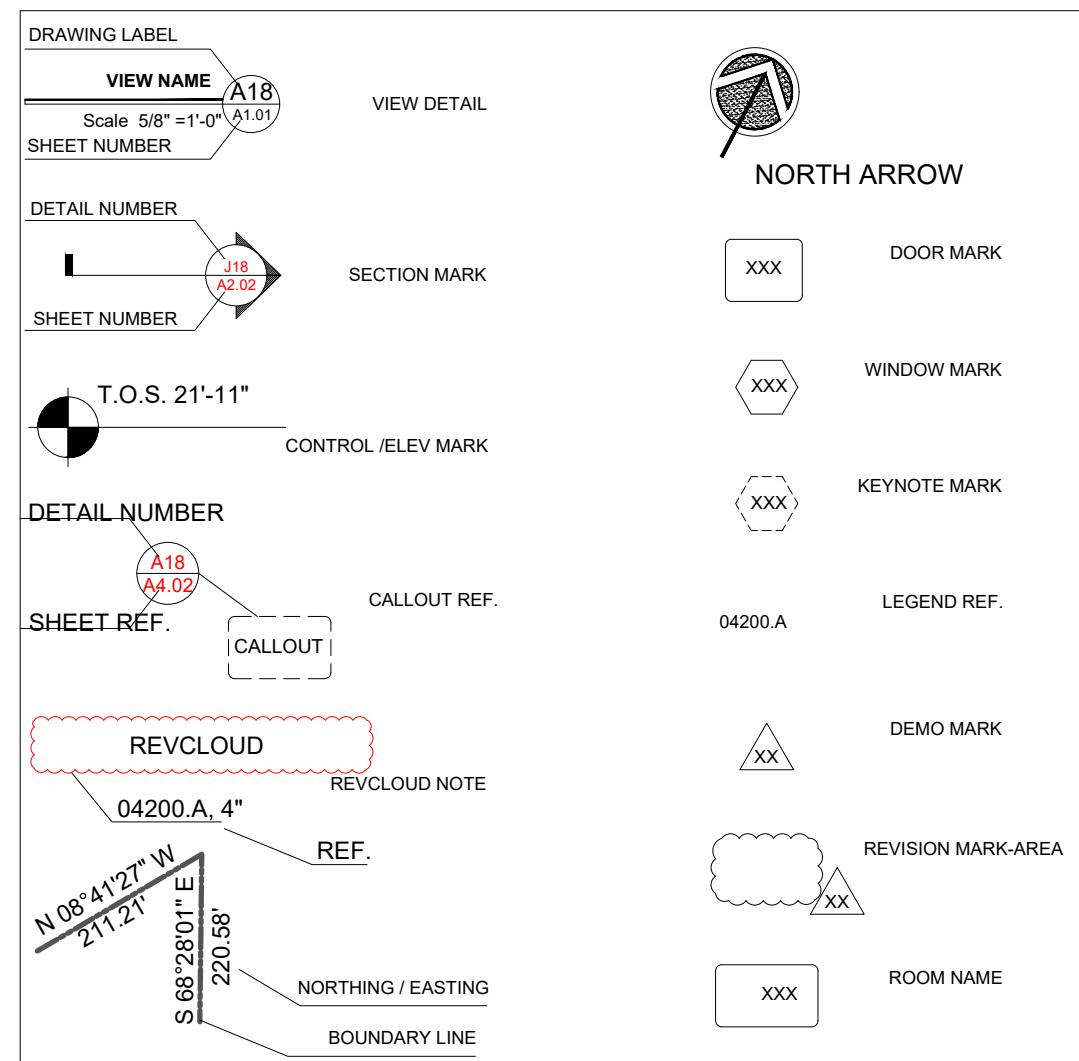 DRAWING LABEL
VIEW NAME
A18
Scale 5/8" =1'-0"
A1.01
SHEET NUMBER
VIEW DETAIL
DETAIL NUMBER
J18
A2.02
SHEET NUMBER
SECTION MARK
T.O.S. 21'-11"
CONTROL /ELEV MARK
DETAIL NUMBER
A18
A4.02
SHEET REF.
CALLOUT
CALLOUT REF.
REVCLOUD
REVCLOUD NOTE
04200.A, 4"
REF.
N 08°41'27" W
211.21'
S 68°28'01" E
220.58'
NORTHING / EASTING
BOUNDARY LINE
NORTH ARROW
XXX
DOOR MARK
XXX
WINDOW MARK
XXX
KEYNOTE MARK
04200.A
LEGEND REF.
XX
DEMO MARK
XX
REVISION MARK-AREA
XXX
ROOM NAME